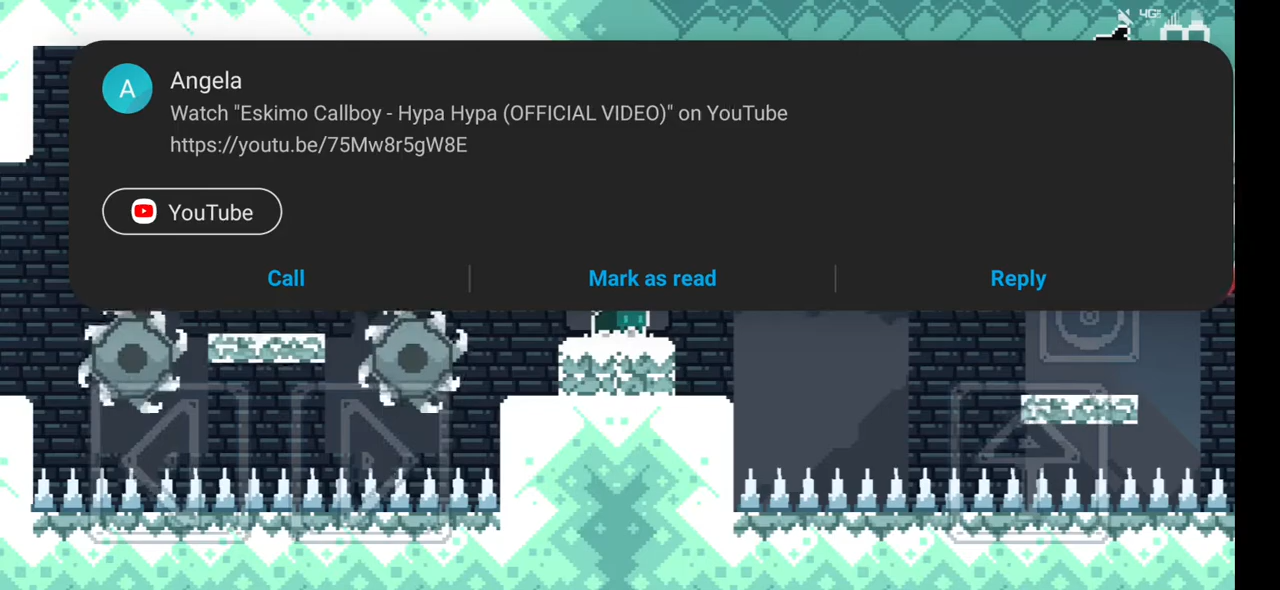 4GE
A
Angela
Watch "Eskimo Callboy - Hypa Hypa (OFFICIAL VIDEO)" on YouTube
https://youtu.be/75Mw8r5gW8E
YouTube
Call
Mark as read
Reply